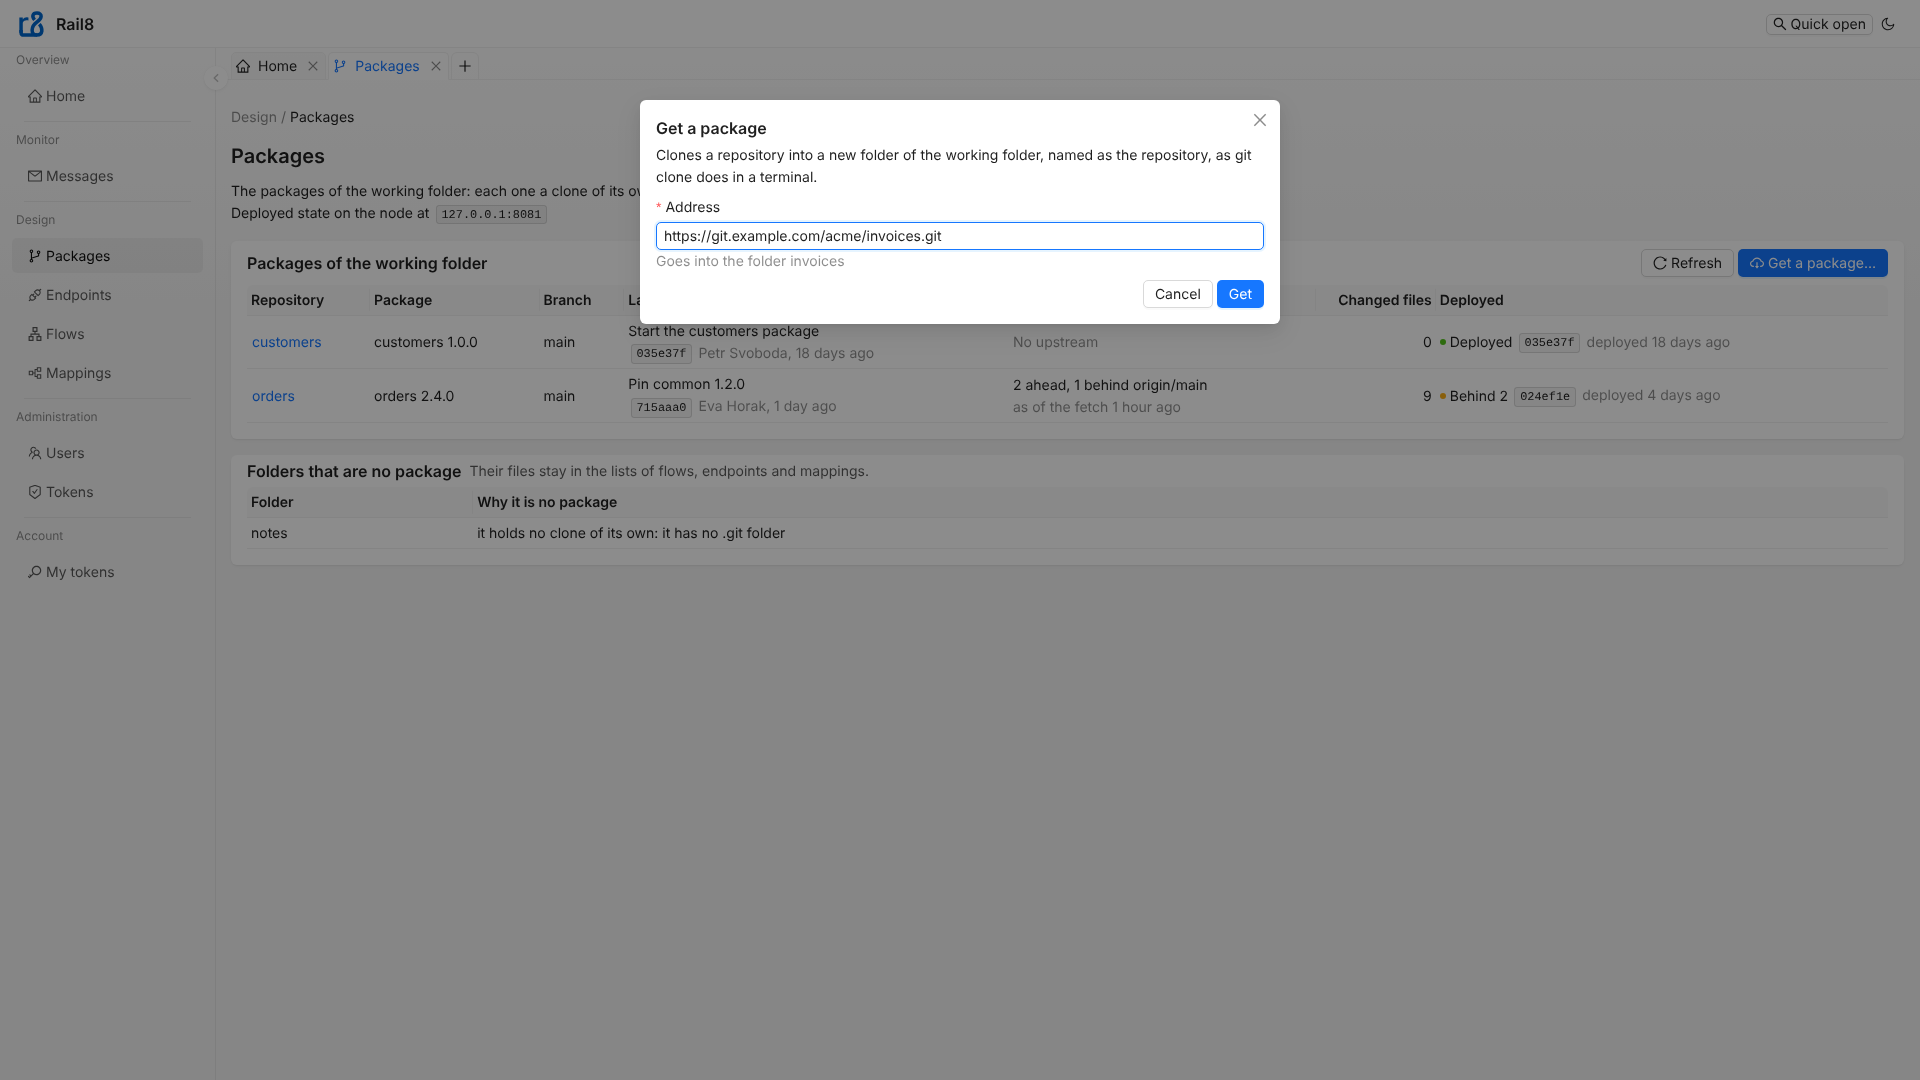 Rail8
Quick open
Overview
Home
Monitor
Messages
Design
Packages
Endpoints
Flows
Mappings
Administration
Users
Tokens
Account
My tokens
Home
Packages
Design / Packages
Packages
The packages of the working folder: each one a clone of its
Deployed state on the node at 127.0.0.1:8081
Packages of the working folder
Refresh
Get a package...
Repository Package Branch Changed files Deployed
customers customers 1.0.0 main Start the customers package No upstream 0 Deployed 035e37f deployed 18 days ago
035e37f Petr Svoboda, 18 days ago
orders orders 2.4.0 main Pin common 1.2.0 2 ahead, 1 behind origin/main 9 Behind 2 024ef1e deployed 4 days ago
715aaa0 Eva Horak, 1 day ago as of the fetch 1 hour ago
Folders that are no package Their files stay in the lists of flows, endpoints and mappings.
Folder Why it is no package
notes it holds no clone of its own: it has no .git folder
Get a package
Clones a repository into a new folder of the working folder, named as the repository, as git
clone does in a terminal.
* Address
https://git.example.com/acme/invoices.git
Goes into the folder invoices
Cancel
Get